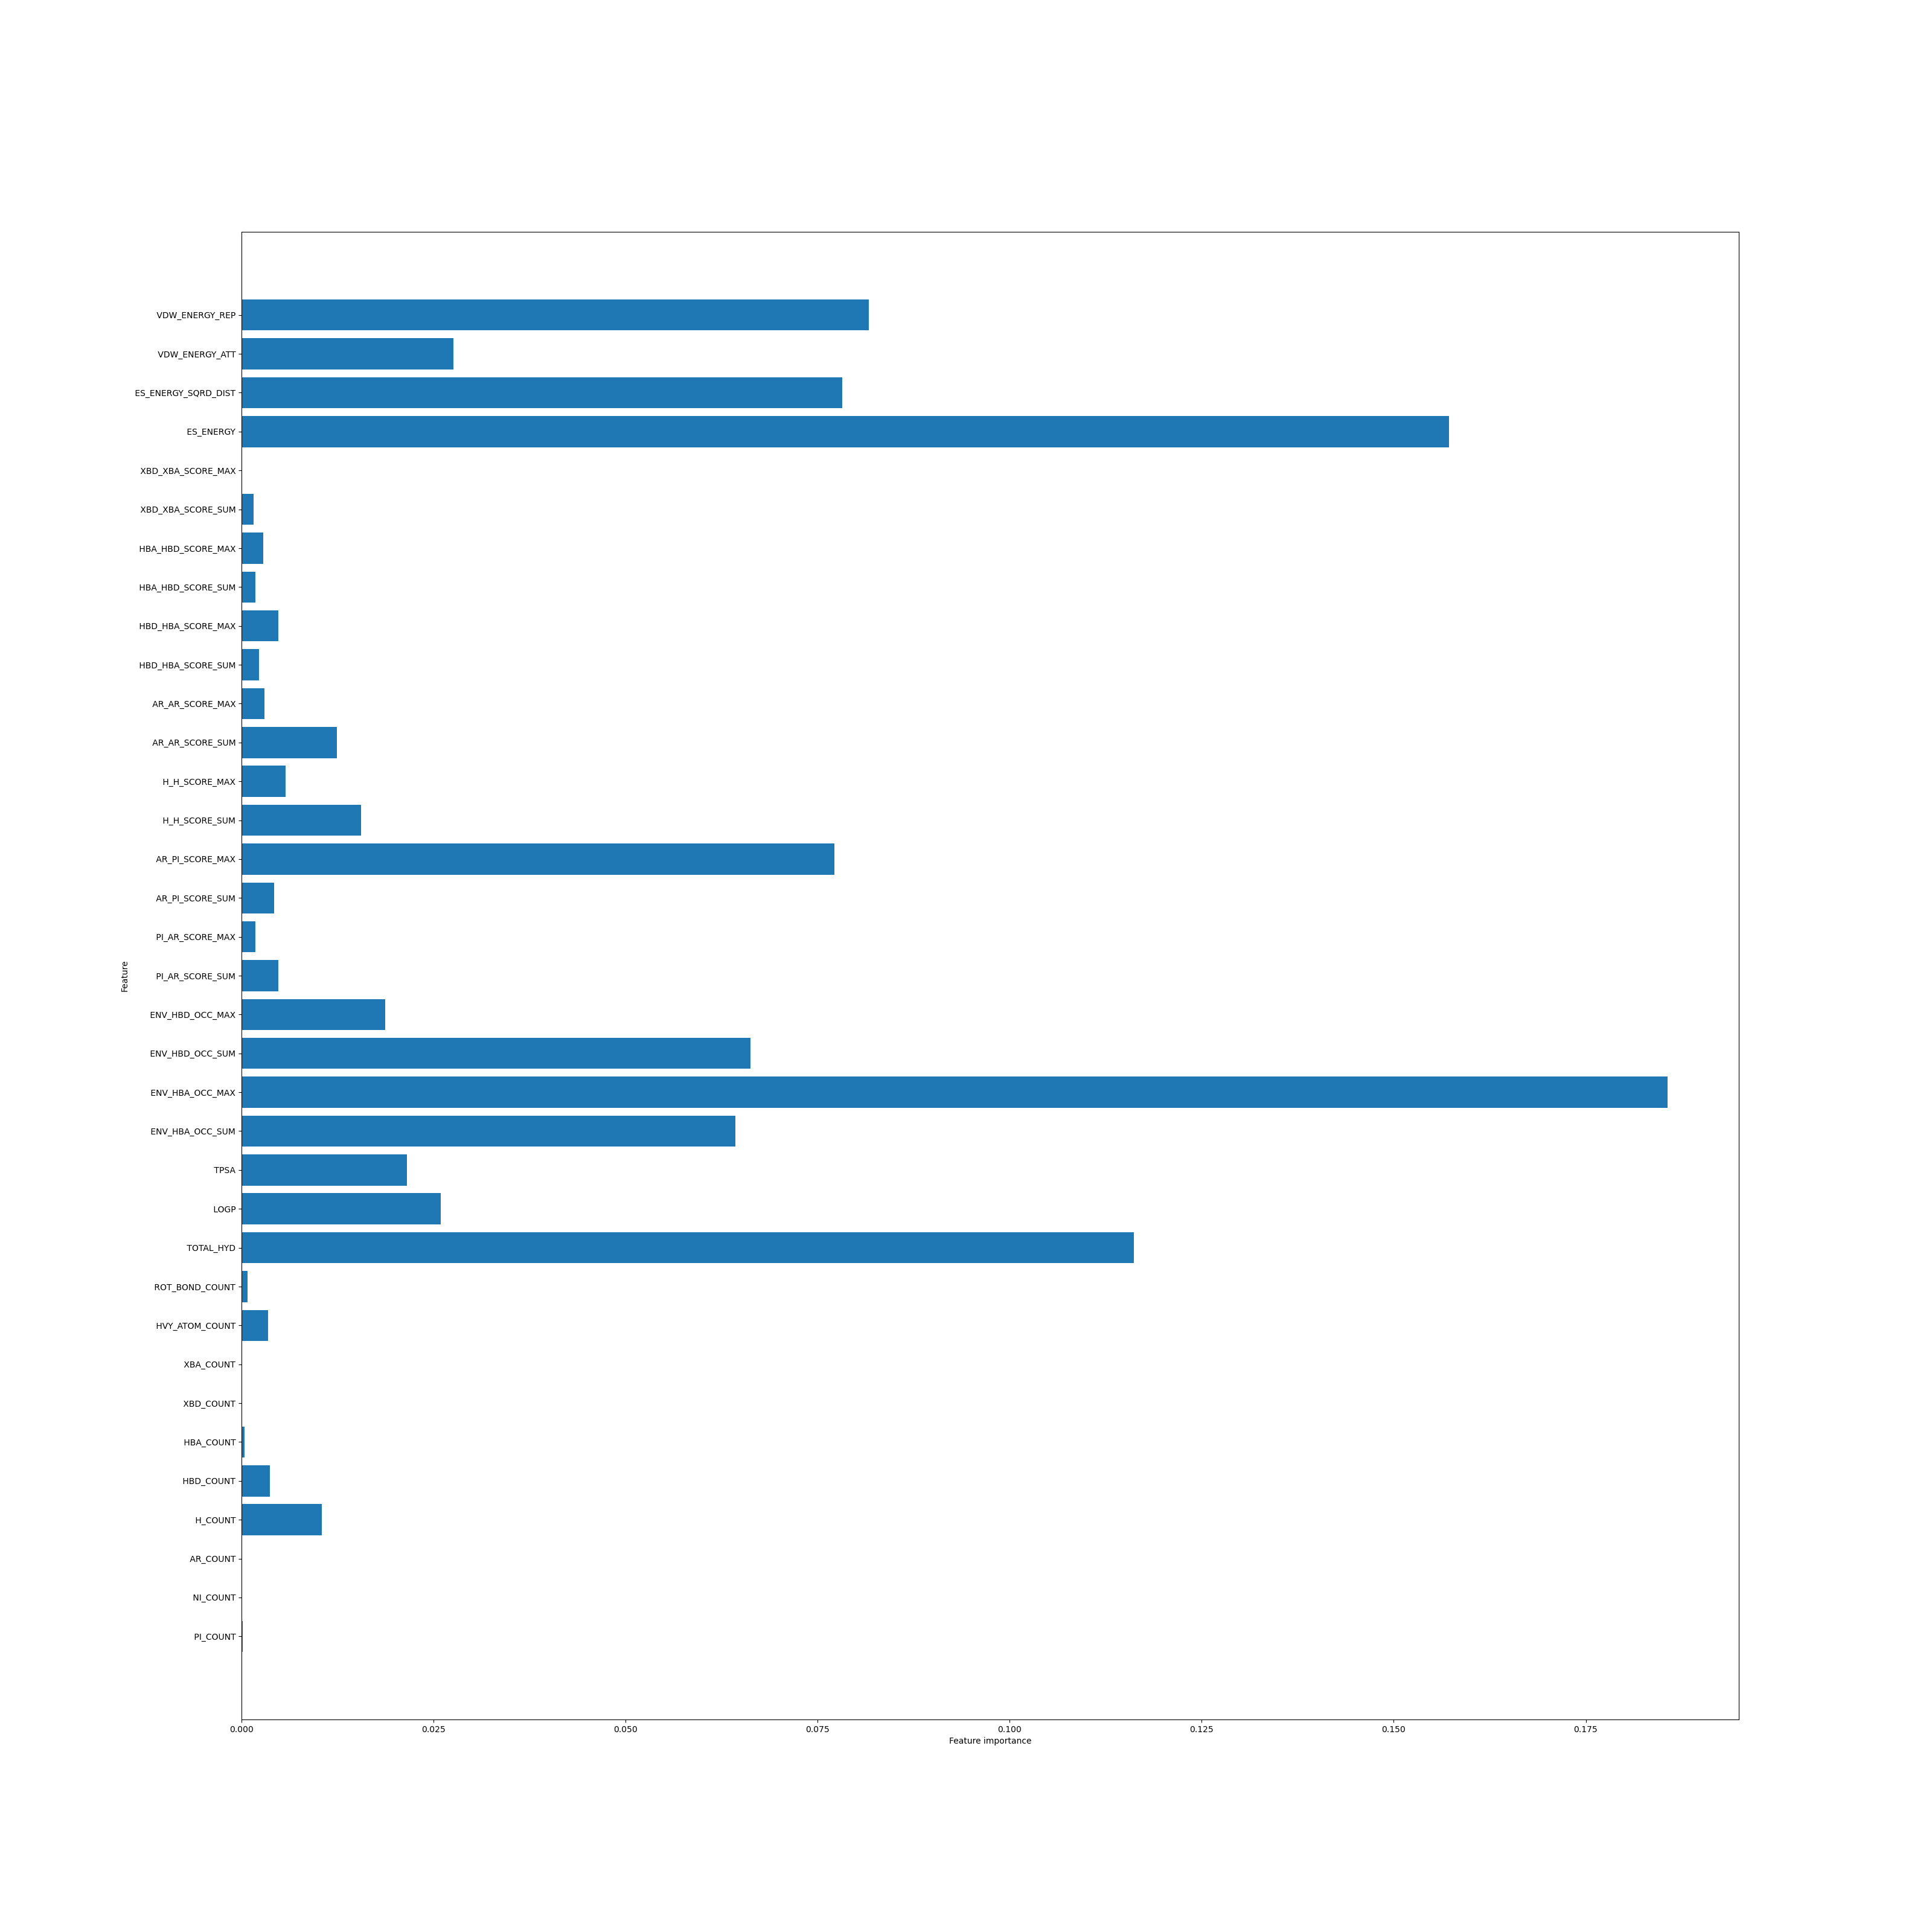 VDW_ENERGY_REP
VDW_ENERGY_ATT
ES_ENERGY_SQRD_DIST
ES_ENERGY
XBD_XBA_SCORE_MAX
XBD_XBA_SCORE_SUM
HBA_HBD_SCORE_MAX
HBA_HBD_SCORE_SUM
HBD_HBA_SCORE_MAX
HBD_HBA_SCORE_SUM
AR_AR_SCORE_MAX
AR_AR_SCORE_SUM
H_H_SCORE_MAX
H_H_SCORE_SUM
AR_PI_SCORE_MAX
AR_PI_SCORE_SUM
PI_AR_SCORE_MAX
PI_AR_SCORE_SUM
ENV_HBD_OCC_MAX
ENV_HBD_OCC_SUM
ENV_HBA_OCC_MAX
ENV_HBA_OCC_SUM
TPSA
LOGP
TOTAL_HYD
ROT_BOND_COUNT
HVY_ATOM_COUNT
XBA_COUNT
XBD_COUNT
HBA_COUNT
HBD_COUNT
H_COUNT
AR_COUNT
NI_COUNT
PI_COUNT
Feature
0.000 0.025 0.050 0.075 0.100 0.125 0.150 0.175
Feature importance